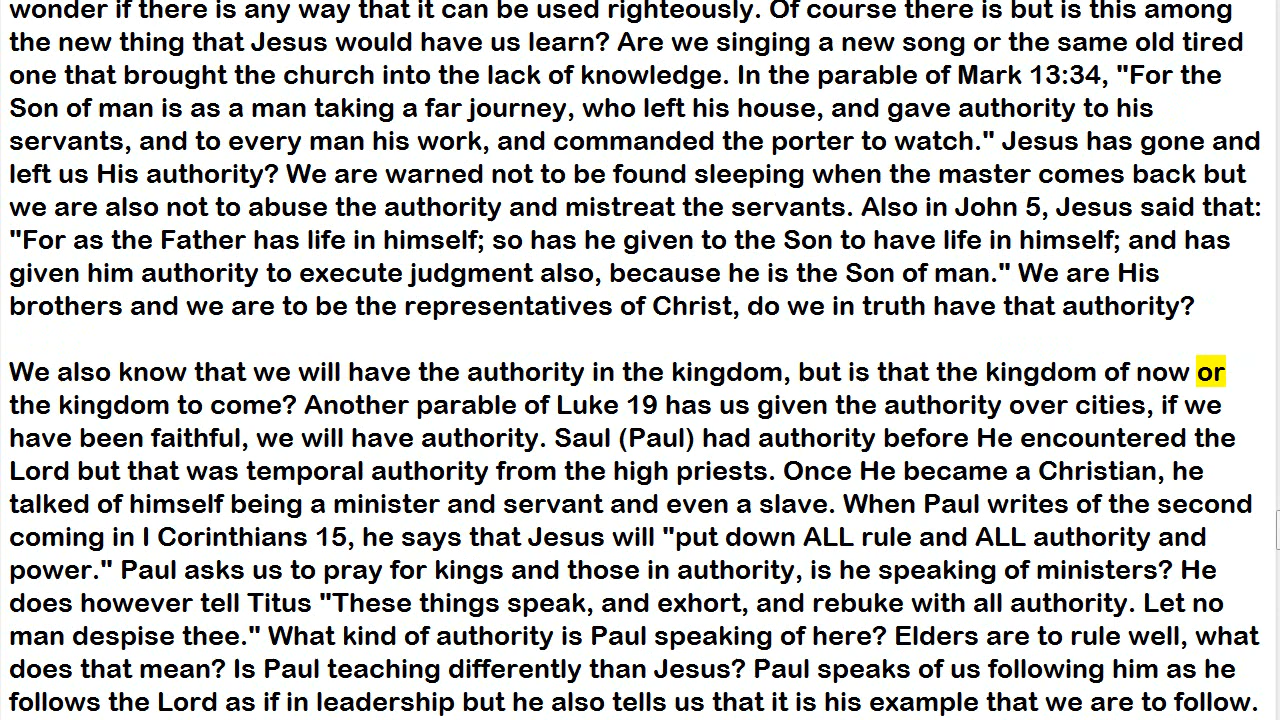 wonder if there is any way that it can be used righteously. Of course there is but is this among
the new thing that Jesus would have us learn? Are we singing a new song or the same old tired
one that brought the church into the lack of knowledge. In the parable of Mark 13:34, "For the
Son of man is as a man taking a far journey, who left his house, and gave authority to his
servants, and to every man his work, and commanded the porter to watch." Jesus has gone and
left us His authority? We are warned not to be found sleeping when the master comes back but
we are also not to abuse the authority and mistreat the servants. Also in John 5, Jesus said that:
"For as the Father has life in himself; so has he given to the Son to have life in himself; and has
given him authority to execute judgment also, because he is the Son of man." We are His
brothers and we are to be the representatives of Christ, do we in truth have that authority?
We also know that we will have the authority in the kingdom, but is that the kingdom of now or
the kingdom to come? Another parable of Luke 19 has us given the authority over cities, if we
have been faithful, we will have authority. Saul (Paul) had authority before He encountered the
Lord but that was temporal authority from the high priests. Once He became a Christian, he
talked of himself being a minister and servant and even a slave. When Paul writes of the second
coming in I Corinthians 15, he says that Jesus will "put down ALL rule and ALL authority and
power." Paul asks us to pray for kings and those in authority, is he speaking of ministers? He
does however tell Titus "These things speak, and exhort, and rebuke with all authority. Let no
man despise thee." What kind of authority is Paul speaking of here? Elders are to rule well, what
does that mean? Is Paul teaching differently than Jesus? Paul speaks of us following him as he
follows the Lord as if in leadership but he also tells us that it is his example that we are to follow.